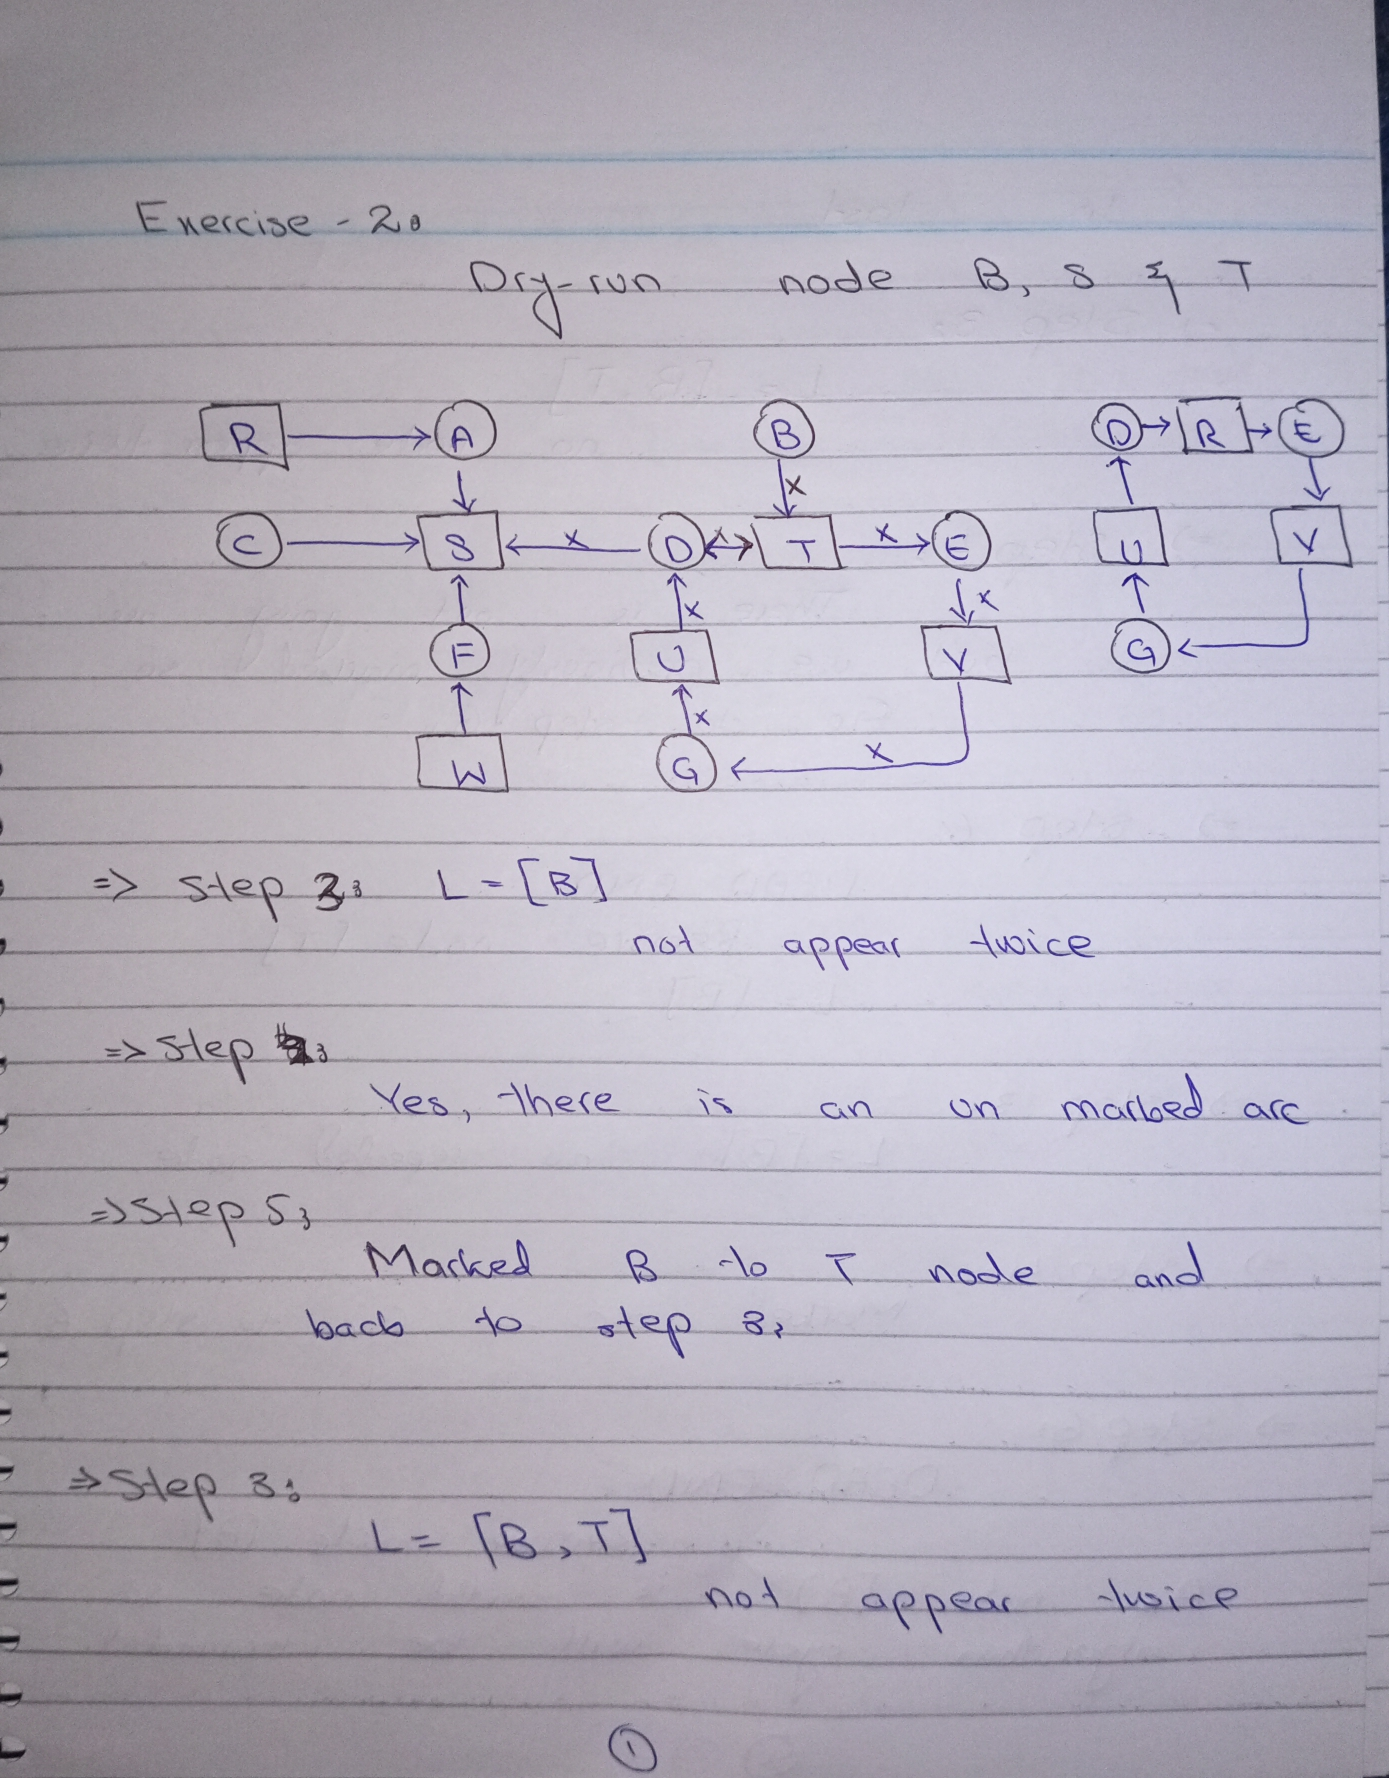 Exercise - 2:
Dry-run node B, S & T
R A B D R E
C S D T E U V
F U V G
W G
x x x x x x x
=> Step 3: L = [B]
not appear twice
=> Step :
Yes, there is an un marked arc
=> Step 5:
Marked B to T node and
back to step 3:
=> Step 3:
L = [B, T]
not appear twice
1